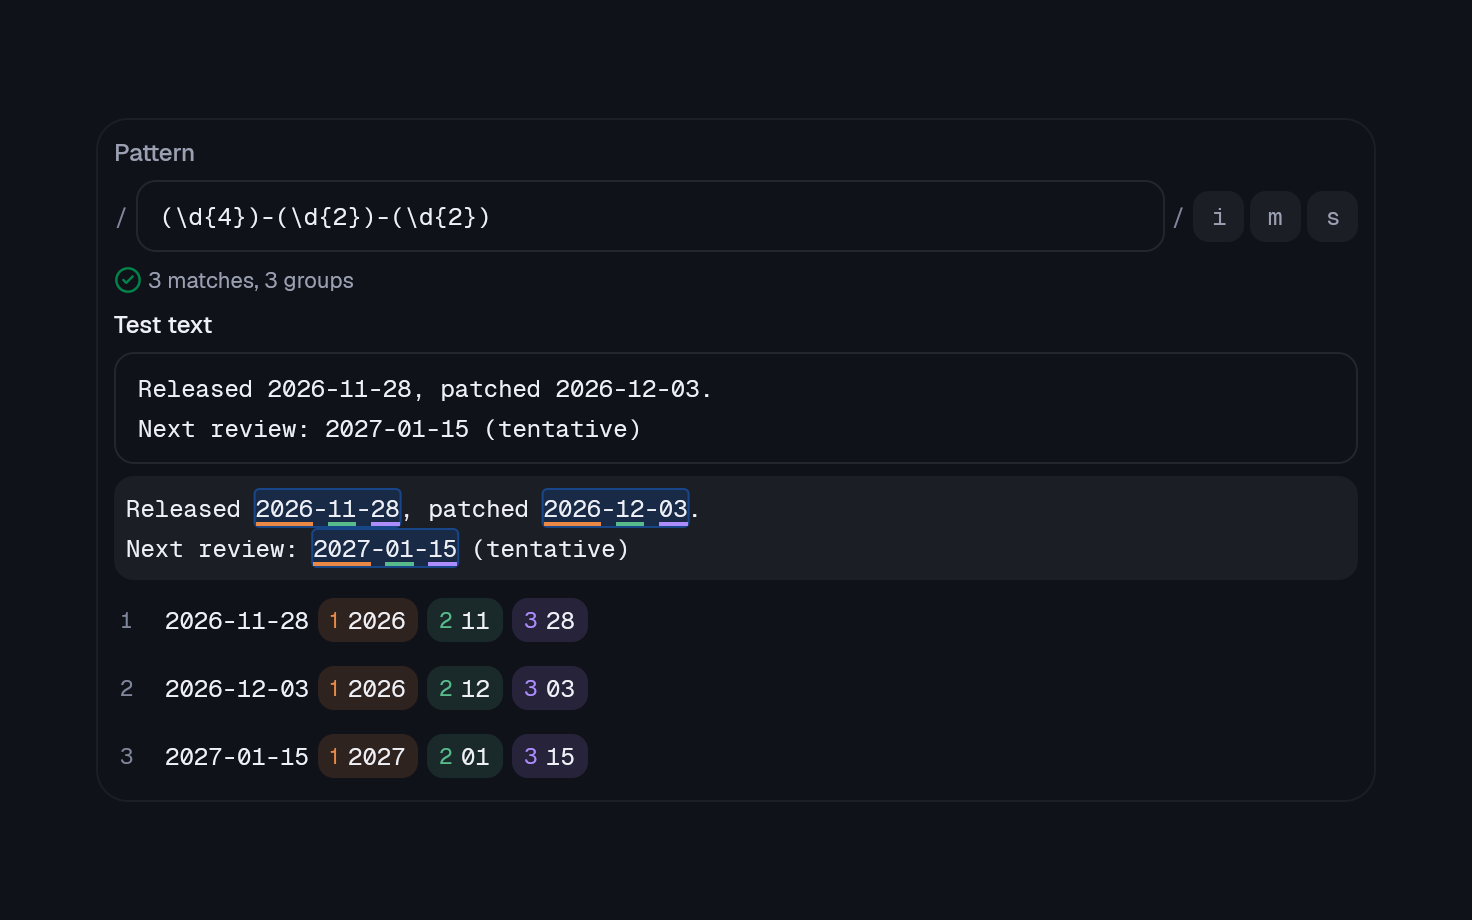 Pattern
/ (\d{4})-(\d{2})-(\d{2}) / i m s
3 matches, 3 groups
Test text
Released 2026-11-28, patched 2026-12-03.
Next review: 2027-01-15 (tentative)
Released 2026-11-28, patched 2026-12-03.
Next review: 2027-01-15 (tentative)
1 2026-11-28 1 2026 2 11 3 28
2 2026-12-03 1 2026 2 12 3 03
3 2027-01-15 1 2027 2 01 3 15